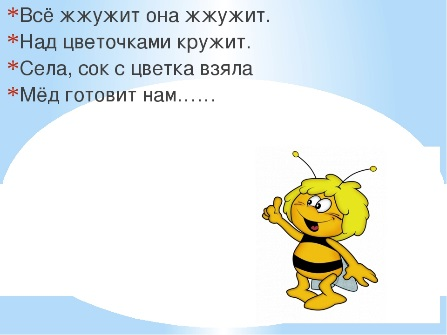 *Всё жжужит она жжужит.
*Над цветочками кружит.
*Села, сок с цветка взяла
*Мёд готовит нам……